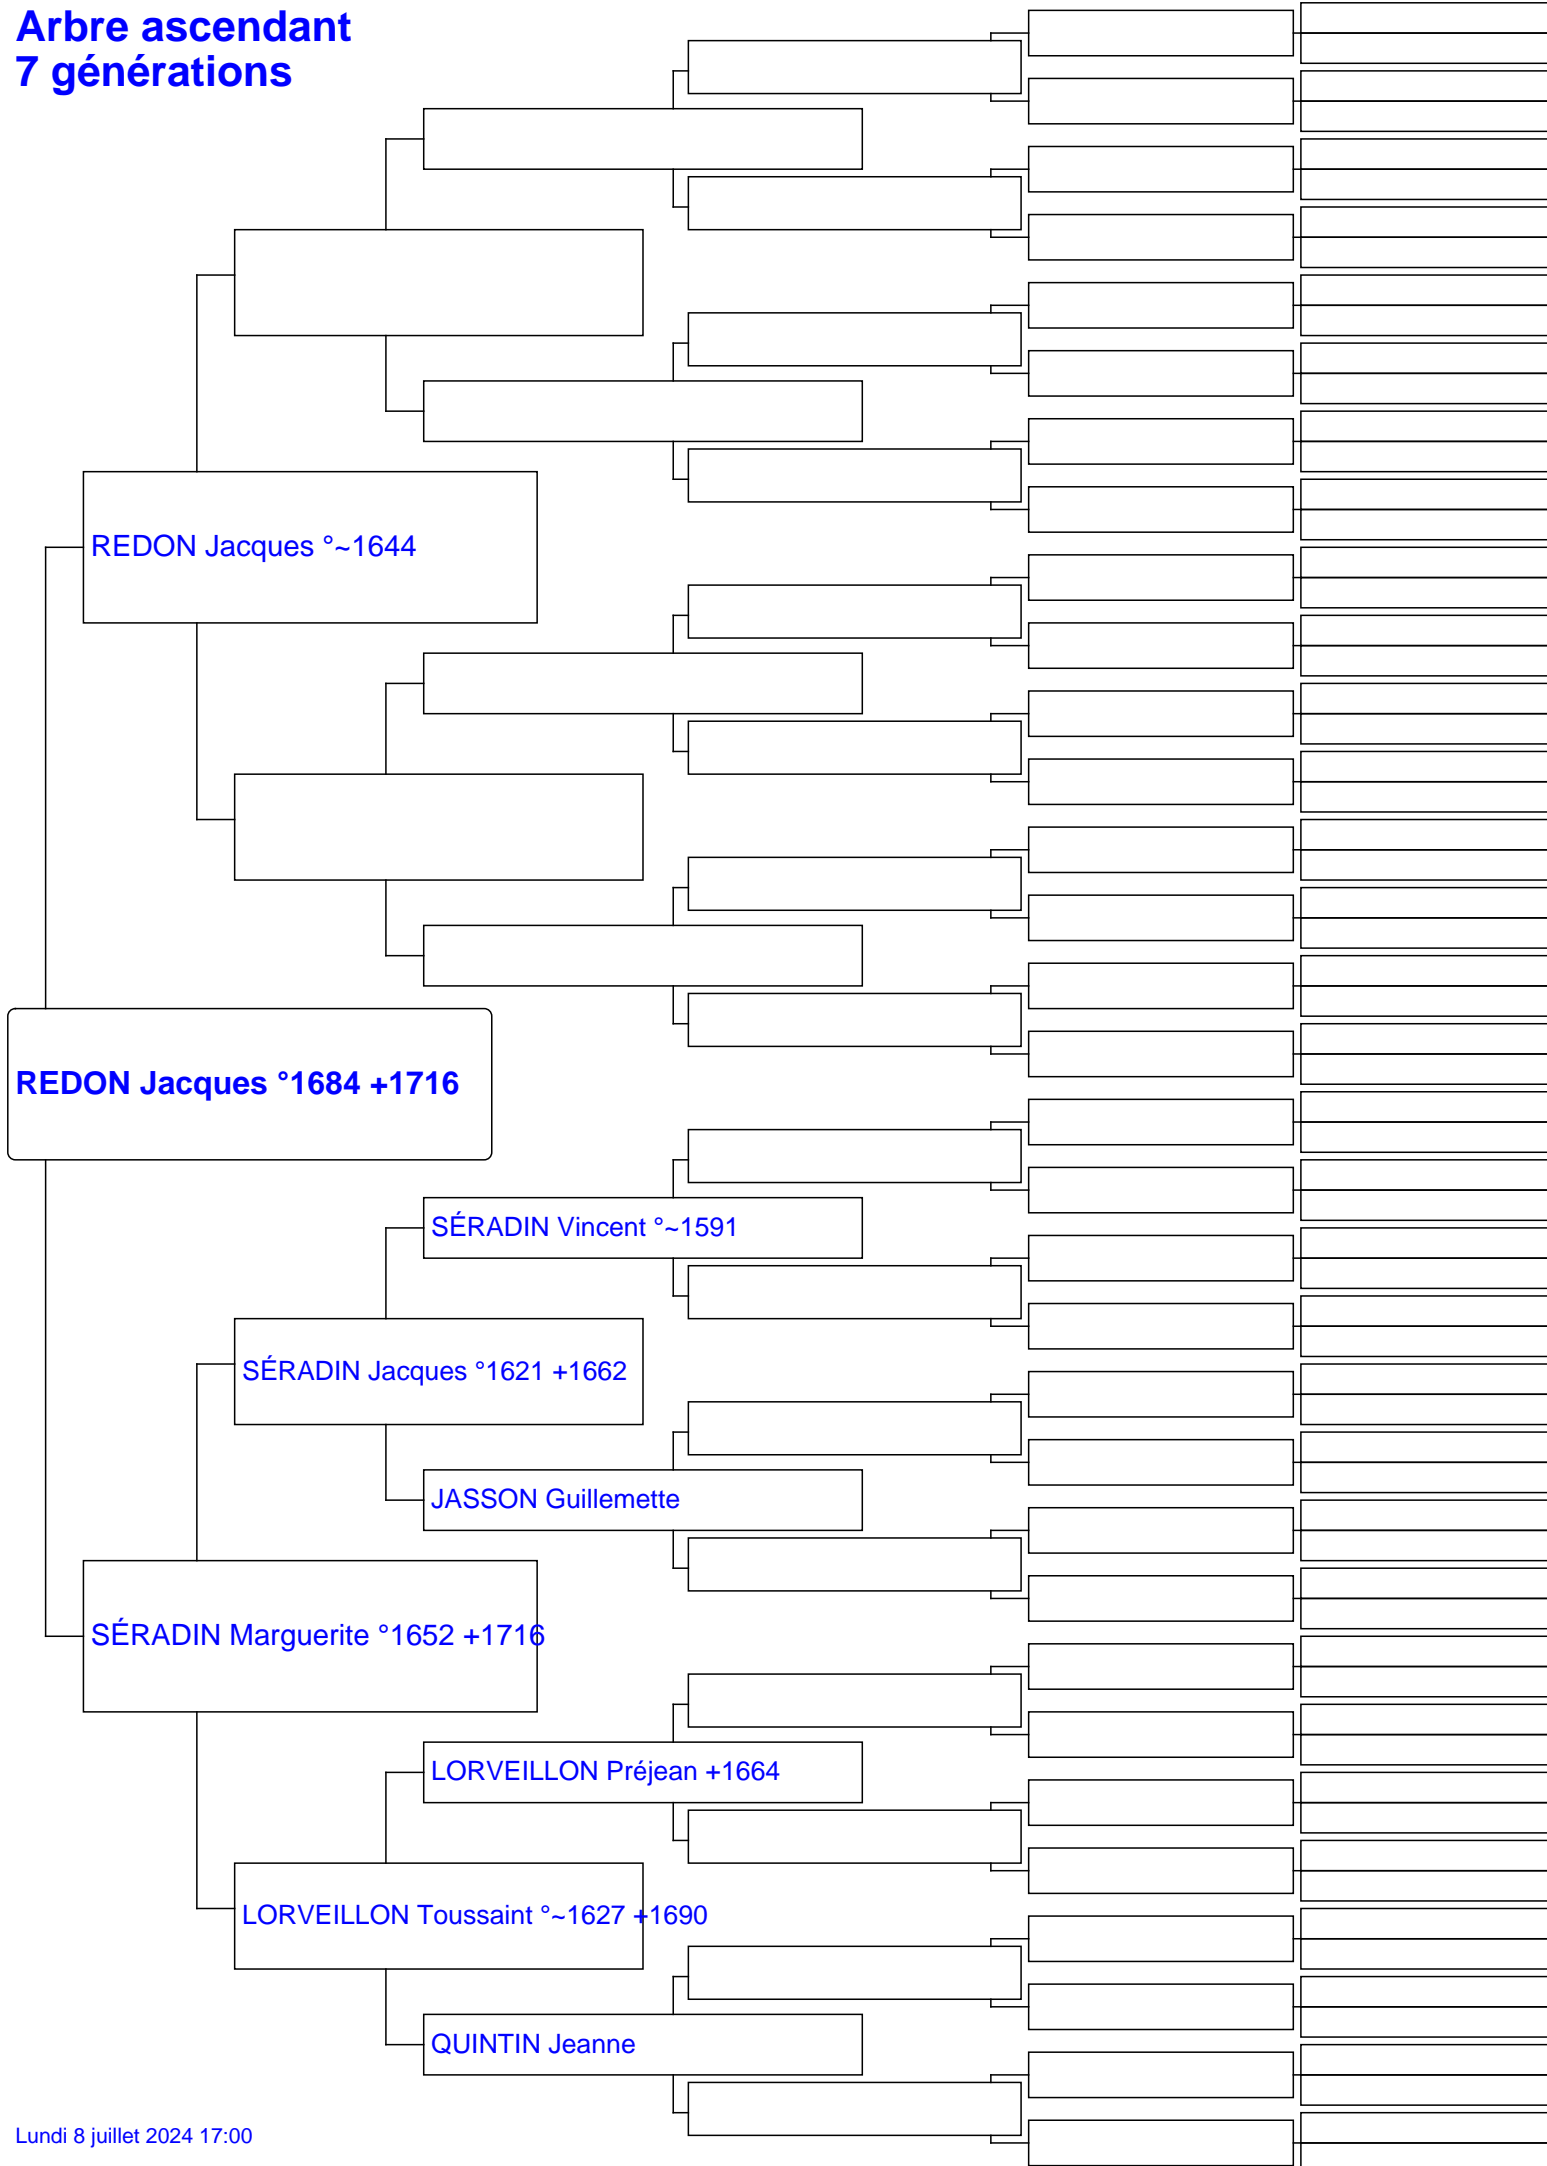 Arbre ascendant
7 générations
REDON Jacques °~1644
REDON Jacques °1684 +1716
SÉRADIN Vincent °~1591
SÉRADIN Jacques °1621 +1662
JASSON Guillemette
SÉRADIN Marguerite °1652 +1716
LORVEILLON Préjean +1664
LORVEILLON Toussaint °~1627 +1690
QUINTIN Jeanne
Lundi 8 juillet 2024 17:00